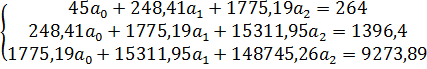 45a₀ + 248,41a₁ + 1775,19a₂ = 264
248,41a₀ + 1775,19a₁ + 15311,95a₂ = 1396,4
1775,19a₀ + 15311,95a₁ + 148745,26a₂ = 9273,89